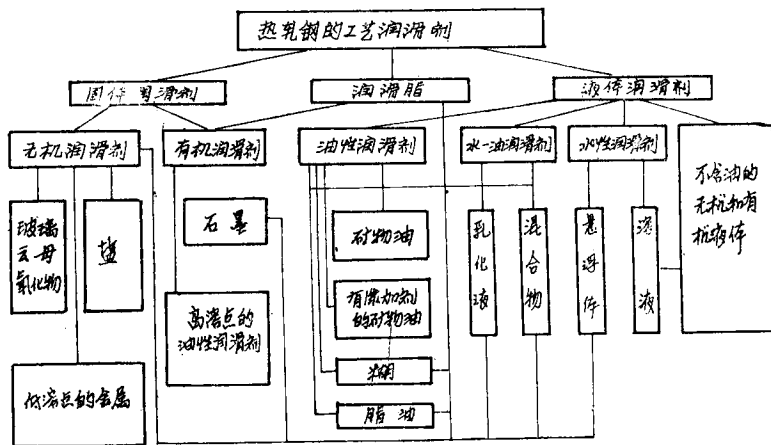 热轧钢的工艺润滑剂
固体润滑剂
润滑脂
液体润滑剂
无机润滑剂
有机润滑剂
油性润滑剂
水-油润滑剂
水性润滑剂
不含油的
无机和有
机液体
玻璃
云母
氧化物
盐
石墨
矿物油
乳化液
混合物
悬浮体
溶液
高溶点的
油性润滑剂
有添加剂
的矿物油
糊
低溶点的金属
脂油